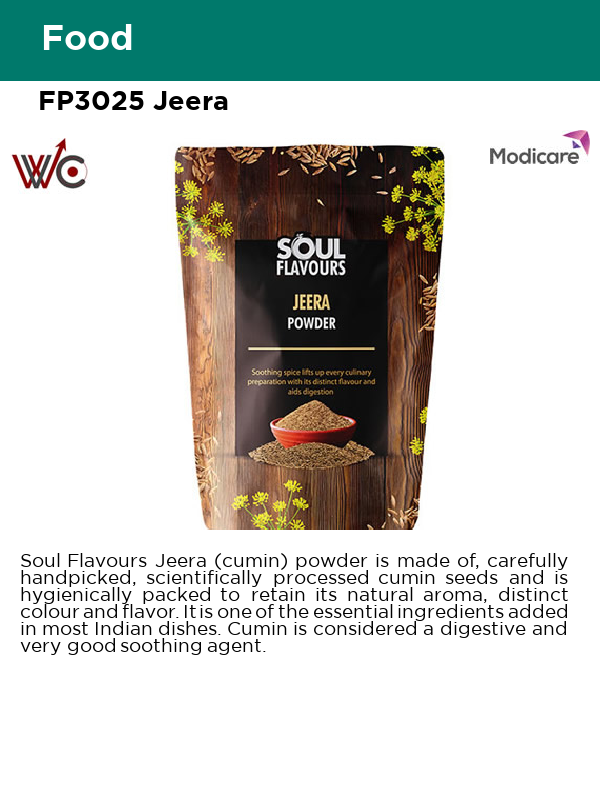 Food
FP3025 Jeera
WC
Modicare
SOUL
FLAVOURS
JEERA
POWDER
Soothing spice lifts up every culinary
preparation with its distinct flavour and
aids digestion
Soul Flavours Jeera (cumin) powder is made of, carefully
handpicked, scientifically processed cumin seeds and is
hygienically packed to retain its natural aroma, distinct
colour and flavor. It is one of the essential ingredients added
in most Indian dishes. Cumin is considered a digestive and
very good soothing agent.